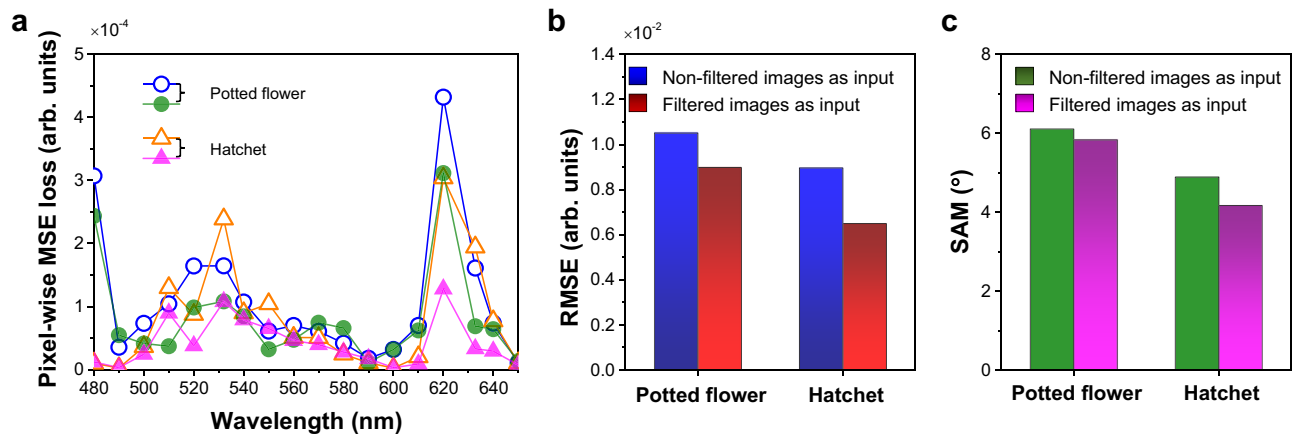 a
×10⁻⁴
Pixel-wise MSE loss (arb. units)
5
4
3
2
1
0
Potted flower
Hatchet
480 500 520 540 560 580 600 620 640
Wavelength (nm)
b
×10⁻²
RMSE (arb. units)
1.4
1.2
1.0
0.8
0.6
0.4
0.2
0.0
Non-filtered images as input
Filtered images as input
Potted flower Hatchet
c
SAM (°)
8
6
4
2
0
Non-filtered images as input
Filtered images as input
Potted flower Hatchet